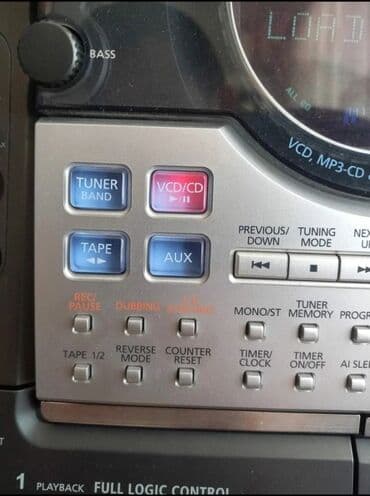 LOAD
BASS
ALL
VCD, MP3-CD
TUNER
BAND
VCD/CD
TAPE
AUX
PREVIOUS/
DOWN
TUNING
MODE
REC/
PAUSE
DUBBING
MONO/ST
TUNER
MEMORY
TAPE 1/2
REVERSE
MODE
COUNTER
RESET
TIMER/
CLOCK
TIMER
ON/OFF
1 PLAYBACK FULL LOGIC CONTROL